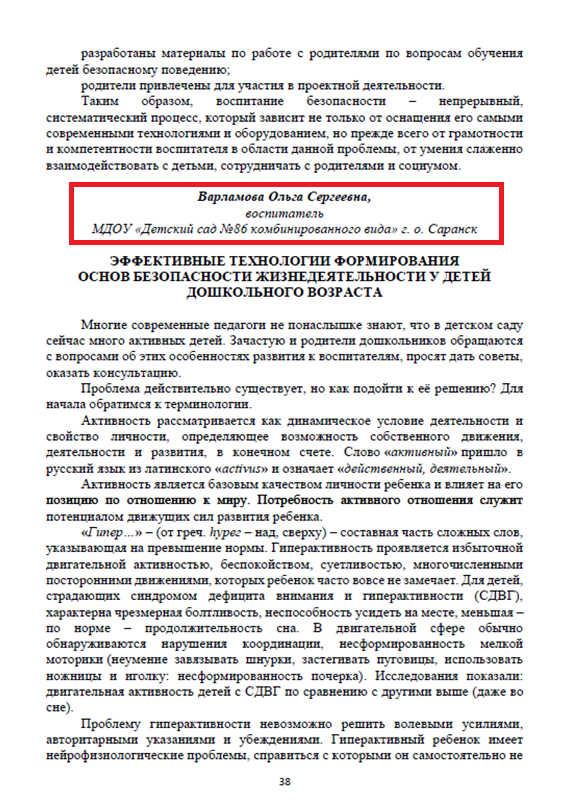 разработаны материалы по работе с родителями по вопросам обучения
детей безопасному поведению;
родители привлечены для участия в проектной деятельности.
Таким образом, воспитание безопасности – непрерывный,
систематический процесс, который зависит не только от оснащения его самыми
современными технологиями и оборудованием, но прежде всего от грамотности
и компетентности воспитателя в области данной проблемы, от умения слаженно
взаимодействовать с детьми, сотрудничать с родителями и социумом.
Варламова Ольга Сергеевна,
воспитатель
МДОУ «Детский сад №86 комбинированного вида» г. о. Саранск
ЭФФЕКТИВНЫЕ ТЕХНОЛОГИИ ФОРМИРОВАНИЯ
ОСНОВ БЕЗОПАСНОСТИ ЖИЗНЕДЕЯТЕЛЬНОСТИ У ДЕТЕЙ
ДОШКОЛЬНОГО ВОЗРАСТА
Многие современные педагоги не понаслышке знают, что в детском саду
сейчас много активных детей. Зачастую и родители дошкольников обращаются
с вопросами об этих особенностях развития к воспитателям, просят дать советы,
оказать консультацию.
Проблема действительно существует, но как подойти к её решению? Для
начала обратимся к терминологии.
Активность рассматривается как динамическое условие деятельности и
свойство личности, определяющее возможность собственного движения,
деятельности и развития, в конечном счете. Слово «активный» пришло в
русский язык из латинского «activus» и означает «действенный, деятельный».
Активность является базовым качеством личности ребенка и влияет на его
позицию по отношению к миру. Потребность активного отношения служит
потенциалом движущих сил развития ребенка.
«Гипер…» – (от греч. hyper – над, сверху) – составная часть сложных слов,
указывающая на превышение нормы. Гиперактивность проявляется избыточной
двигательной активностью, беспокойством, суетливостью, многочисленными
посторонними движениями, которых ребенок часто вовсе не замечает. Для детей,
страдающих синдромом дефицита внимания и гиперактивности (СДВГ),
характерна чрезмерная болтливость, неспособность усидеть на месте, меньшая –
по норме – продолжительность сна. В двигательной сфере обычно
обнаруживаются нарушения координации, несформированность мелкой
моторики (неумение завязывать шнурки, застегивать пуговицы, использовать
ножницы и иголку: несформированность почерка). Исследования показали:
двигательная активность детей с СДВГ по сравнению с другими выше (даже во
сне).
Проблему гиперактивности невозможно решить волевыми усилиями,
авторитарными указаниями и убеждениями. Гиперактивный ребенок имеет
нейрофизиологические проблемы, справиться с которыми он самостоятельно не
38